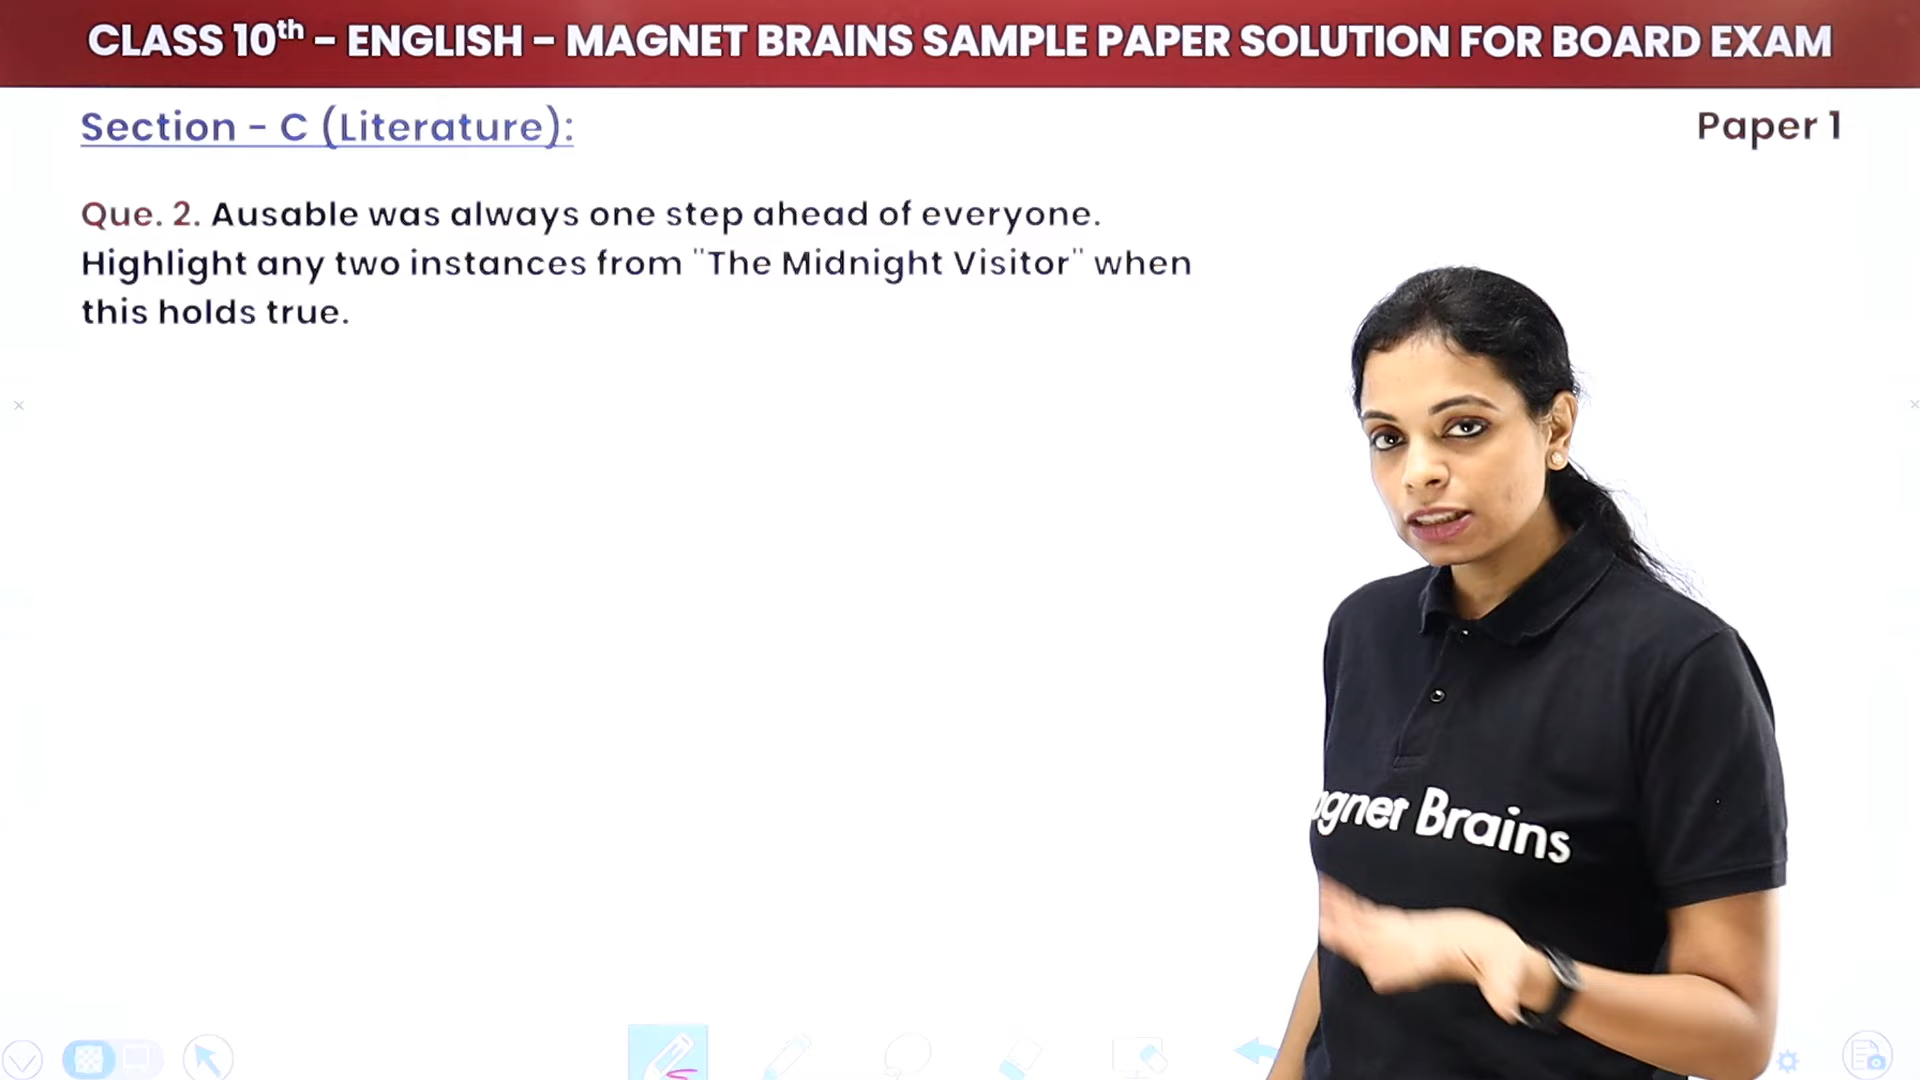 CLASS 10th - ENGLISH - MAGNET BRAINS SAMPLE PAPER SOLUTION FOR BOARD EXAM
Section - C (Literature):
Paper 1
Que. 2. Ausable was always one step ahead of everyone.
Highlight any two instances from "The Midnight Visitor" when
this holds true.
agnet Brains